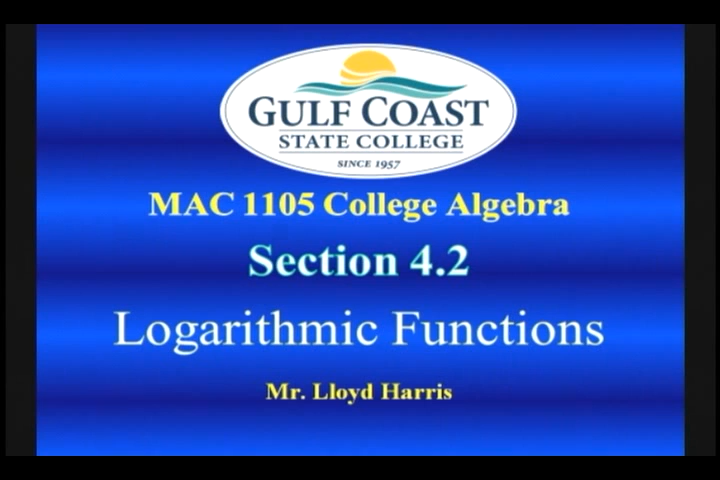 GULF COAST
STATE COLLEGE
SINCE 1957
MAC 1105 College Algebra
Section 4.2
Logarithmic Functions
Mr. Lloyd Harris